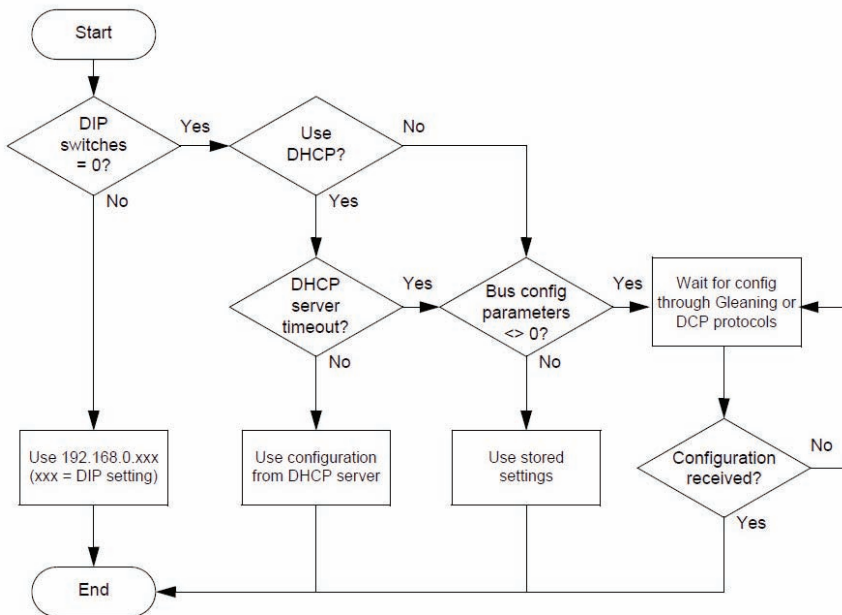 Start
DIP
switches
= 0?
Yes
No
Use
DHCP?
No
Yes
DHCP
server
timeout?
Yes
No
Bus config
parameters
<> 0?
Yes
No
Wait for config
through Gleaning or
DCP protocols
Use 192.168.0.xxx
(xxx = DIP setting)
Use configuration
from DHCP server
Use stored
settings
Configuration
received?
No
Yes
End